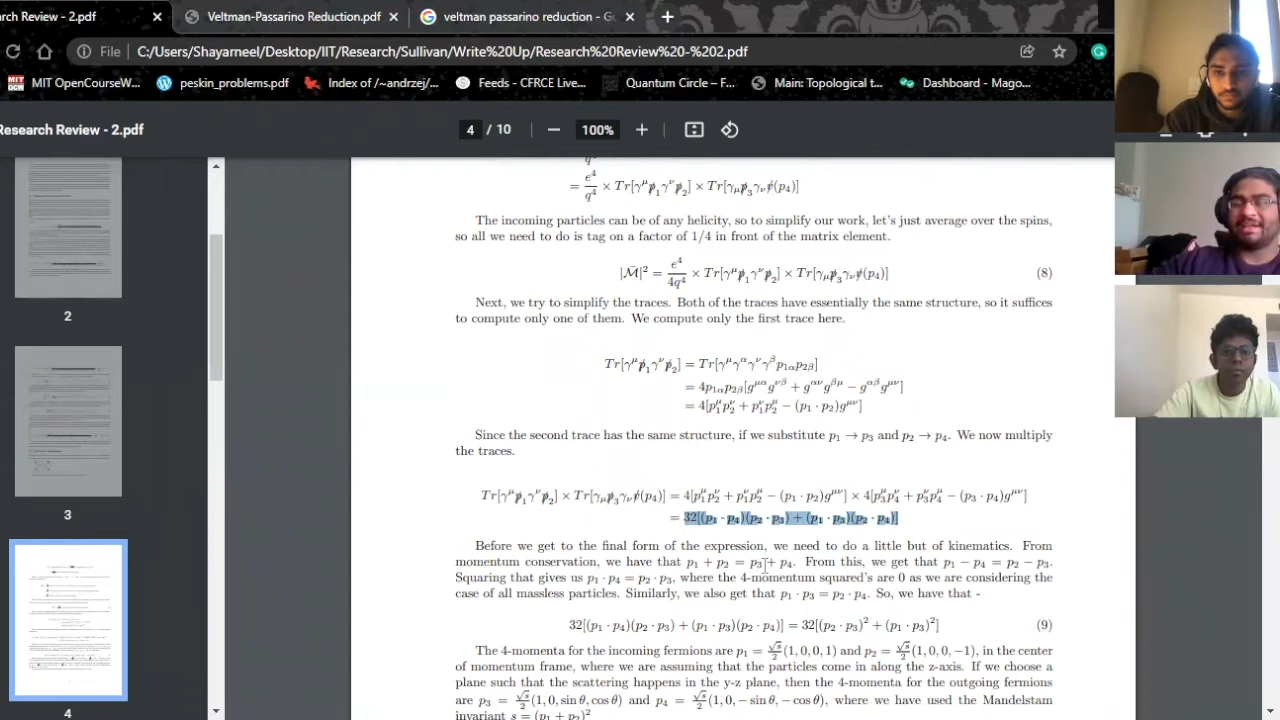 rch Review - 2.pdf
Veltman-Passarino Reduction.pdf
veltman passarino reduction - G
File C:/Users/Shayarneel/Desktop/IIT/Research/Sullivan/Write%20Up/Research%20Review%20-%202.pdf
MIT OpenCourseW... peskin_problems.pdf Index of /~andrzej/... Feeds - CFRCE Live... Quantum Circle – F... Main: Topological t... Dashboard - Mago...
Research Review - 2.pdf
4 / 10 — 100% +
= e⁴/q⁴ × Tr[γ^μ p̸₁ γ^ν p̸₂] × Tr[γ_μ p̸₃ γ_ν p̸(p₄)]
The incoming particles can be of any helicity, so to simplify our work, let's just average over the spins,
so all we need to do is tag on a factor of 1/4 in front of the matrix element.
|M̄|² = e⁴/4q⁴ × Tr[γ^μ p̸₁ γ^ν p̸₂] × Tr[γ_μ p̸₃ γ_ν p̸(p₄)] (8)
Next, we try to simplify the traces. Both of the traces have essentially the same structure, so it suffices
to compute only one of them. We compute only the first trace here.
Tr[γ^μ p̸₁ γ^ν p̸₂] = Tr[γ^μ γ^α γ^ν γ^β p₁α p₂β]
= 4p₁α p₂β[g^μα g^νβ + g^αν g^βμ − g^αβ g^μν]
= 4[p₁^μ p₂^ν + p₁^ν p₂^μ − (p₁ · p₂)g^μν]
Since the second trace has the same structure, if we substitute p₁ → p₃ and p₂ → p₄. We now multiply
the traces.
Tr[γ^μ p̸₁ γ^ν p̸₂] × Tr[γ_μ p̸₃ γ_ν p̸(p₄)] = 4[p₁^μ p₂^ν + p₁^ν p₂^μ − (p₁ · p₂)g^μν] × 4[p₃^μ p₄^ν + p₃^ν p₄^μ − (p₃ · p₄)g^μν]
= 32[(p₁ · p₄)(p₂ · p₃) + (p₁ · p₃)(p₂ · p₄)]
Before we get to the final form of the expression, we need to do a little but of kinematics. From
momentum conservation, we have that p₁ + p₂ = p₃ + p₄. From this, we get that p₁ − p₄ = p₂ − p₃.
Squaring that gives us p₁ · p₄ = p₂ · p₃, where the 4-momentum squared's are 0 as we are considering the
case of all massless particles. Similarly, we also get that p₁ · p₃ = p₂ · p₄. So, we have that -
32[(p₁ · p₄)(p₂ · p₃) + (p₁ · p₃)(p₂ · p₄)] = 32[(p₂ · p₃)² + (p₁ · p₃)²] (9)
The 4-momenta for the incoming fermions are p₁ = √s/2(1, 0, 0, 1) and p₂ = √s/2(1, 0, 0, −1), in the center
of momentum frame, where we are assuming that the particles come in along the z-axis. If we choose a
plane such that the scattering happens in the y-z plane, then the 4-momenta for the outgoing fermions
are p₃ = √s/2(1, 0, sin θ, cos θ) and p₄ = √s/2(1, 0, − sin θ, − cos θ), where we have used the Mandelstam
invariant s = (p₁ + p₂)²
2
3
4